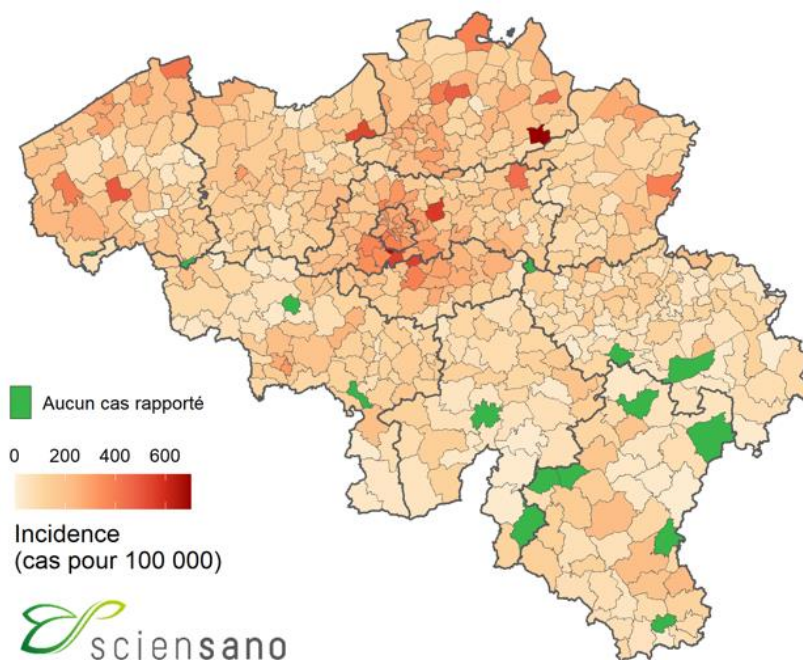 Aucun cas rapporté
0 200 400 600
Incidence
(cas pour 100 000)
sciensano